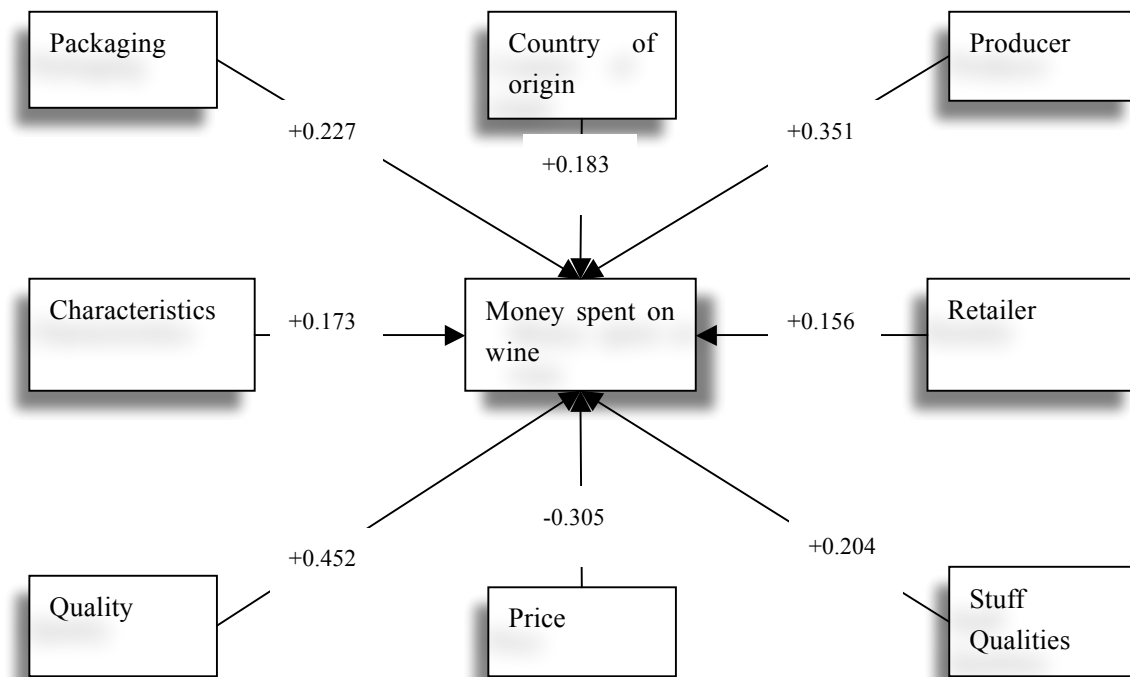 Packaging
Country of
origin
Producer
+0.227
+0.183
+0.351
Characteristics
+0.173
Money spent on
wine
+0.156
Retailer
+0.452
-0.305
+0.204
Quality
Price
Stuff
Qualities